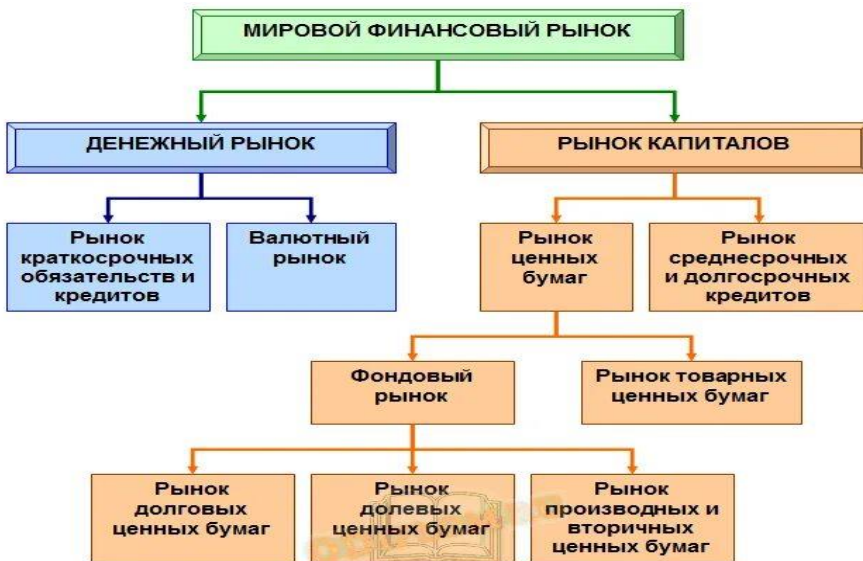 МИРОВОЙ ФИНАНСОВЫЙ РЫНОК
ДЕНЕЖНЫЙ РЫНОК
РЫНОК КАПИТАЛОВ
Рынок
краткосрочных
обязательств и
кредитов
Валютный
рынок
Рынок
ценных
бумаг
Рынок
среднесрочных
и долгосрочных
кредитов
Фондовый
рынок
Рынок товарных
ценных бумаг
Рынок
долговых
ценных бумаг
Рынок
долевых
ценных бумаг
Рынок
производных и
вторичных
ценных бумаг